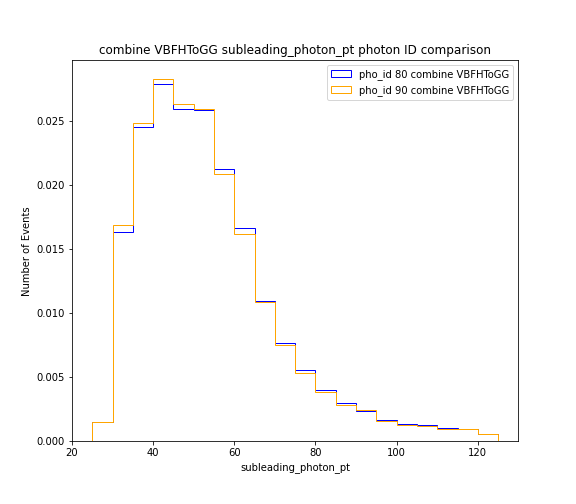 combine VBFHToGG subleading_photon_pt photon ID comparison
pho_id 80 combine VBFHToGG
pho_id 90 combine VBFHToGG
Number of Events
0.025
0.020
0.015
0.010
0.005
0.000
20 40 60 80 100 120
subleading_photon_pt